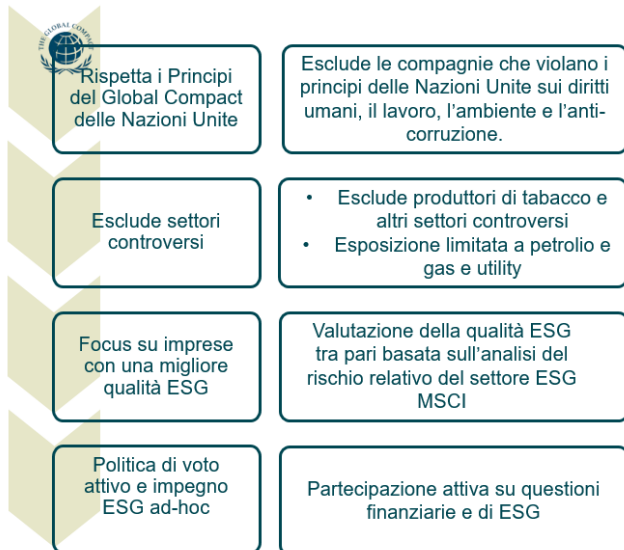 THE GLOBAL COMPACT
Rispetta i Principi
del Global Compact
delle Nazioni Unite
Esclude le compagnie che violano i
principi delle Nazioni Unite sui diritti
umani, il lavoro, l’ambiente e l’anti-
corruzione.
Esclude settori
controversi
• Esclude produttori di tabacco e
altri settori controversi
• Esposizione limitata a petrolio e
gas e utility
Focus su imprese
con una migliore
qualità ESG
Valutazione della qualità ESG
tra pari basata sull’analisi del
rischio relativo del settore ESG
MSCI
Politica di voto
attivo e impegno
ESG ad-hoc
Partecipazione attiva su questioni
finanziarie e di ESG